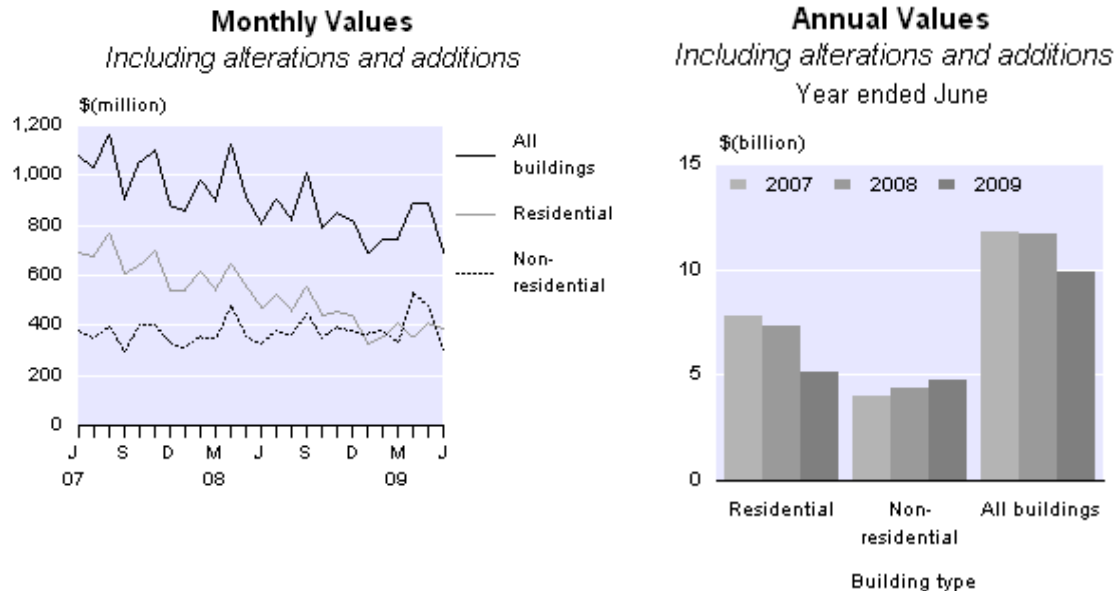 Monthly Values
Including alterations and additions
$(million)
1,200
1,000
800
600
400
200
0
J S D M J S D M J
07 08 09
All
buildings
Residential
Non-
residential
Annual Values
Including alterations and additions
Year ended June
$(billion)
15
10
5
0
2007 2008 2009
Residential Non- All buildings
residential
Building type